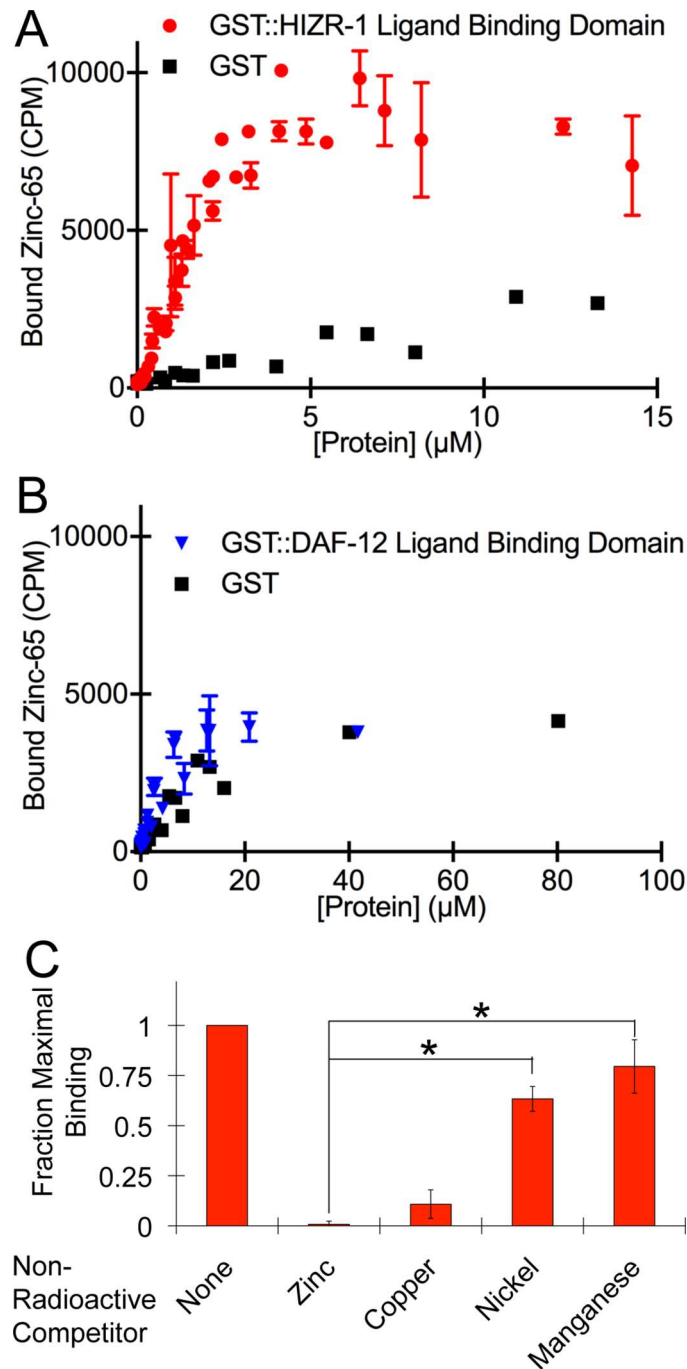 A
GST::HIZR-1 Ligand Binding Domain
GST
10000
5000
0
Bound Zinc-65 (CPM)
0 5 10 15
[Protein] (µM)
B
GST::DAF-12 Ligand Binding Domain
GST
10000
5000
0
Bound Zinc-65 (CPM)
0 20 40 60 80 100
[Protein] (µM)
C
*
*
1
0.75
0.5
0.25
0
Fraction Maximal
Binding
Non-
Radioactive
Competitor
None
Zinc
Copper
Nickel
Manganese